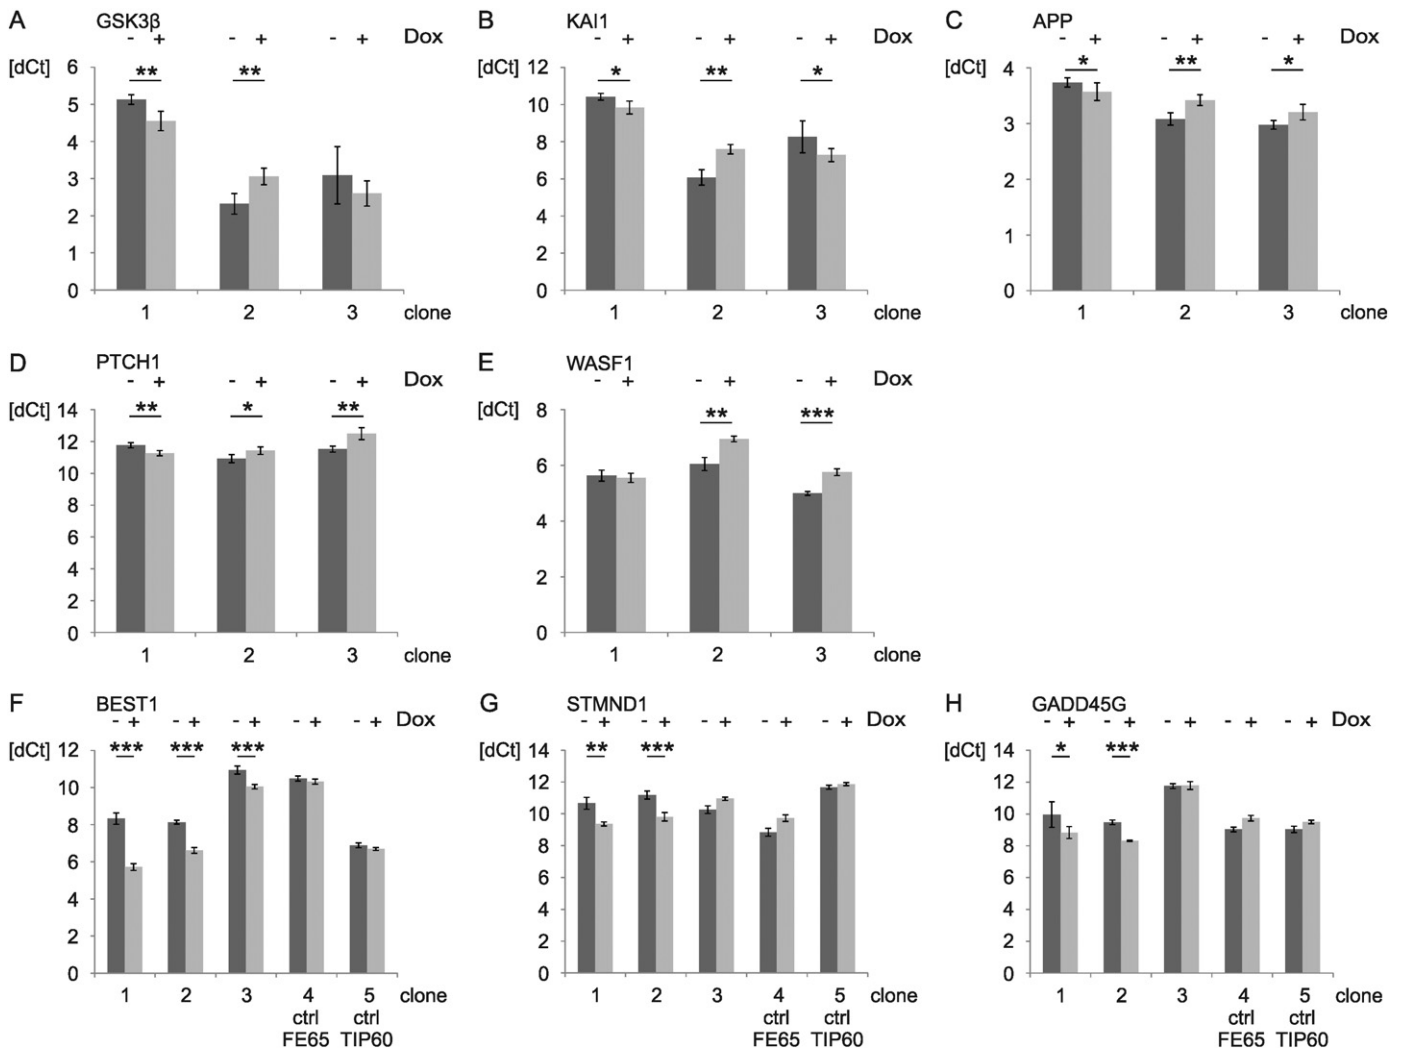 A GSK3β B KAI1 C APP
- + - + - + Dox - + - + - + Dox - + - + - + Dox
[dCt] ** ** [dCt] * ** * [dCt] * ** *
6 12 4
5 10 3
4 8 2
3 6 1
2 4 0
1 2
0 0
1 2 3 clone 1 2 3 clone 1 2 3 clone
D PTCH1 E WASF1
- + - + - + Dox - + - + - + Dox
[dCt] ** * ** [dCt] ** ***
14 8
12 6
10 4
8 2
6 0
4
2
0
1 2 3 clone 1 2 3 clone
F BEST1 G STMND1 H GADD45G
- + - + - + - + - + Dox - + - + - + - + - + Dox - + - + - + - + - + Dox
[dCt] *** *** *** [dCt] ** *** [dCt] * ***
12 14 14
10 12 12
8 10 10
6 8 8
4 6 6
2 4 4
0 2 2
0 0
1 2 3 4 5 clone 1 2 3 4 5 clone 1 2 3 4 5 clone
ctrl ctrl ctrl ctrl ctrl ctrl
FE65 TIP60 FE65 TIP60 FE65 TIP60